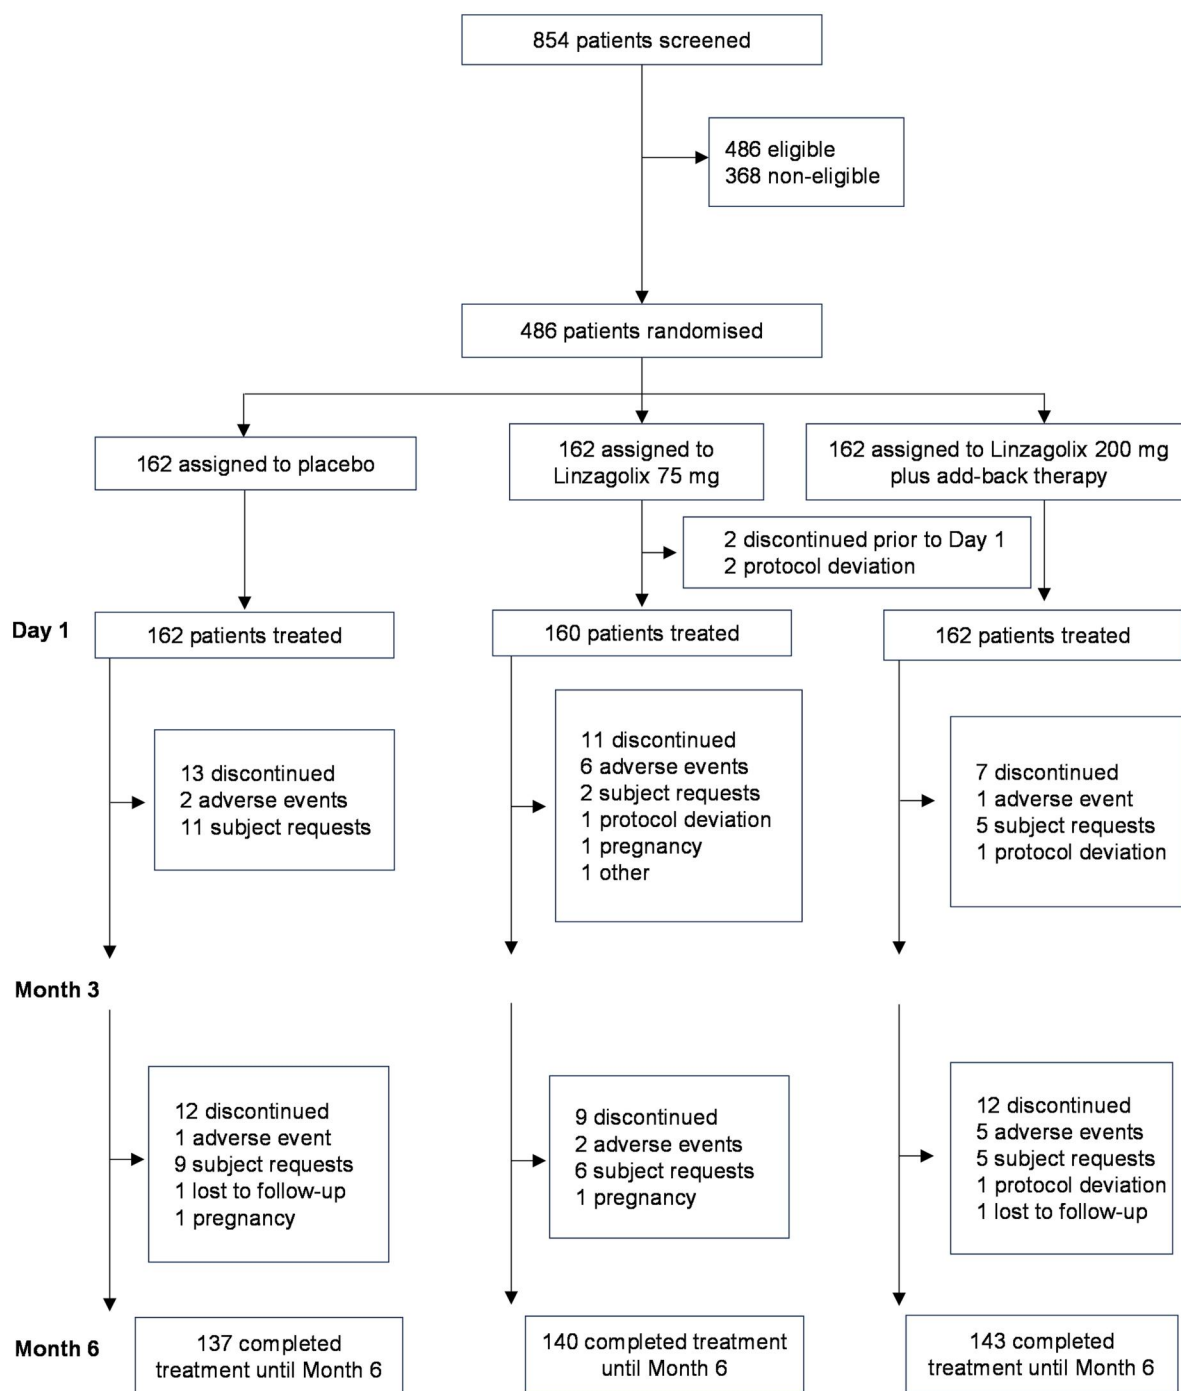 854 patients screened
486 eligible
368 non-eligible
486 patients randomised
162 assigned to placebo
162 assigned to
Linzagolix 75 mg
162 assigned to Linzagolix 200 mg
plus add-back therapy
2 discontinued prior to Day 1
2 protocol deviation
Day 1
162 patients treated
160 patients treated
162 patients treated
13 discontinued
2 adverse events
11 subject requests
11 discontinued
6 adverse events
2 subject requests
1 protocol deviation
1 pregnancy
1 other
7 discontinued
1 adverse event
5 subject requests
1 protocol deviation
Month 3
12 discontinued
1 adverse event
9 subject requests
1 lost to follow-up
1 pregnancy
9 discontinued
2 adverse events
6 subject requests
1 pregnancy
12 discontinued
5 adverse events
5 subject requests
1 protocol deviation
1 lost to follow-up
Month 6
137 completed
treatment until Month 6
140 completed treatment
until Month 6
143 completed
treatment until Month 6